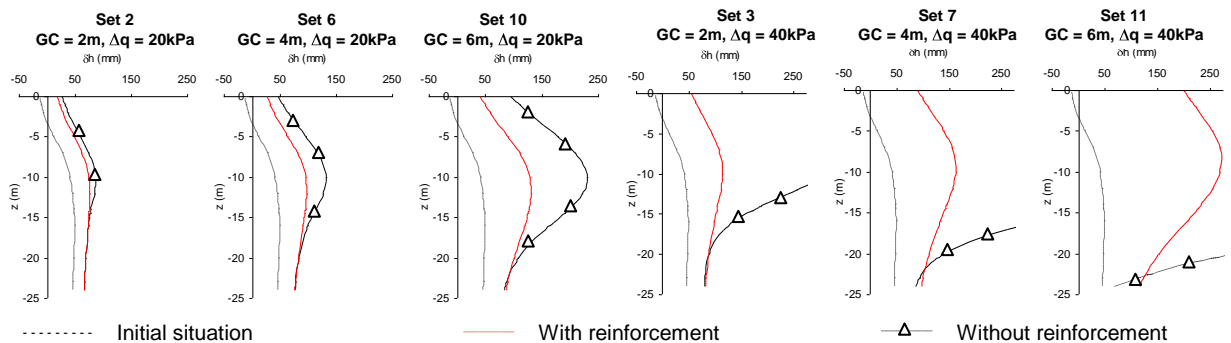 Set 2
GC = 2m, Δq = 20kPa
δh (mm)
-50 50 150 250
0
-5
-10
-15
-20
-25
z (m)
Set 6
GC = 4m, Δq = 20kPa
δh (mm)
-50 50 150 250
0
-5
-10
-15
-20
-25
z (m)
Set 10
GC = 6m, Δq = 20kPa
δh (mm)
-50 50 150 250
0
-5
-10
-15
-20
-25
z (m)
Set 3
GC = 2m, Δq = 40kPa
δh (mm)
-50 50 150 250
0
-5
-10
-15
-20
-25
z (m)
Set 7
GC = 4m, Δq = 40kPa
δh (mm)
-50 50 150 250
0
-5
-10
-15
-20
-25
z (m)
Set 11
GC = 6m, Δq = 40kPa
δh (mm)
-50 50 150 250
0
-5
-10
-15
-20
-25
z (m)
Initial situation
With reinforcement
Without reinforcement